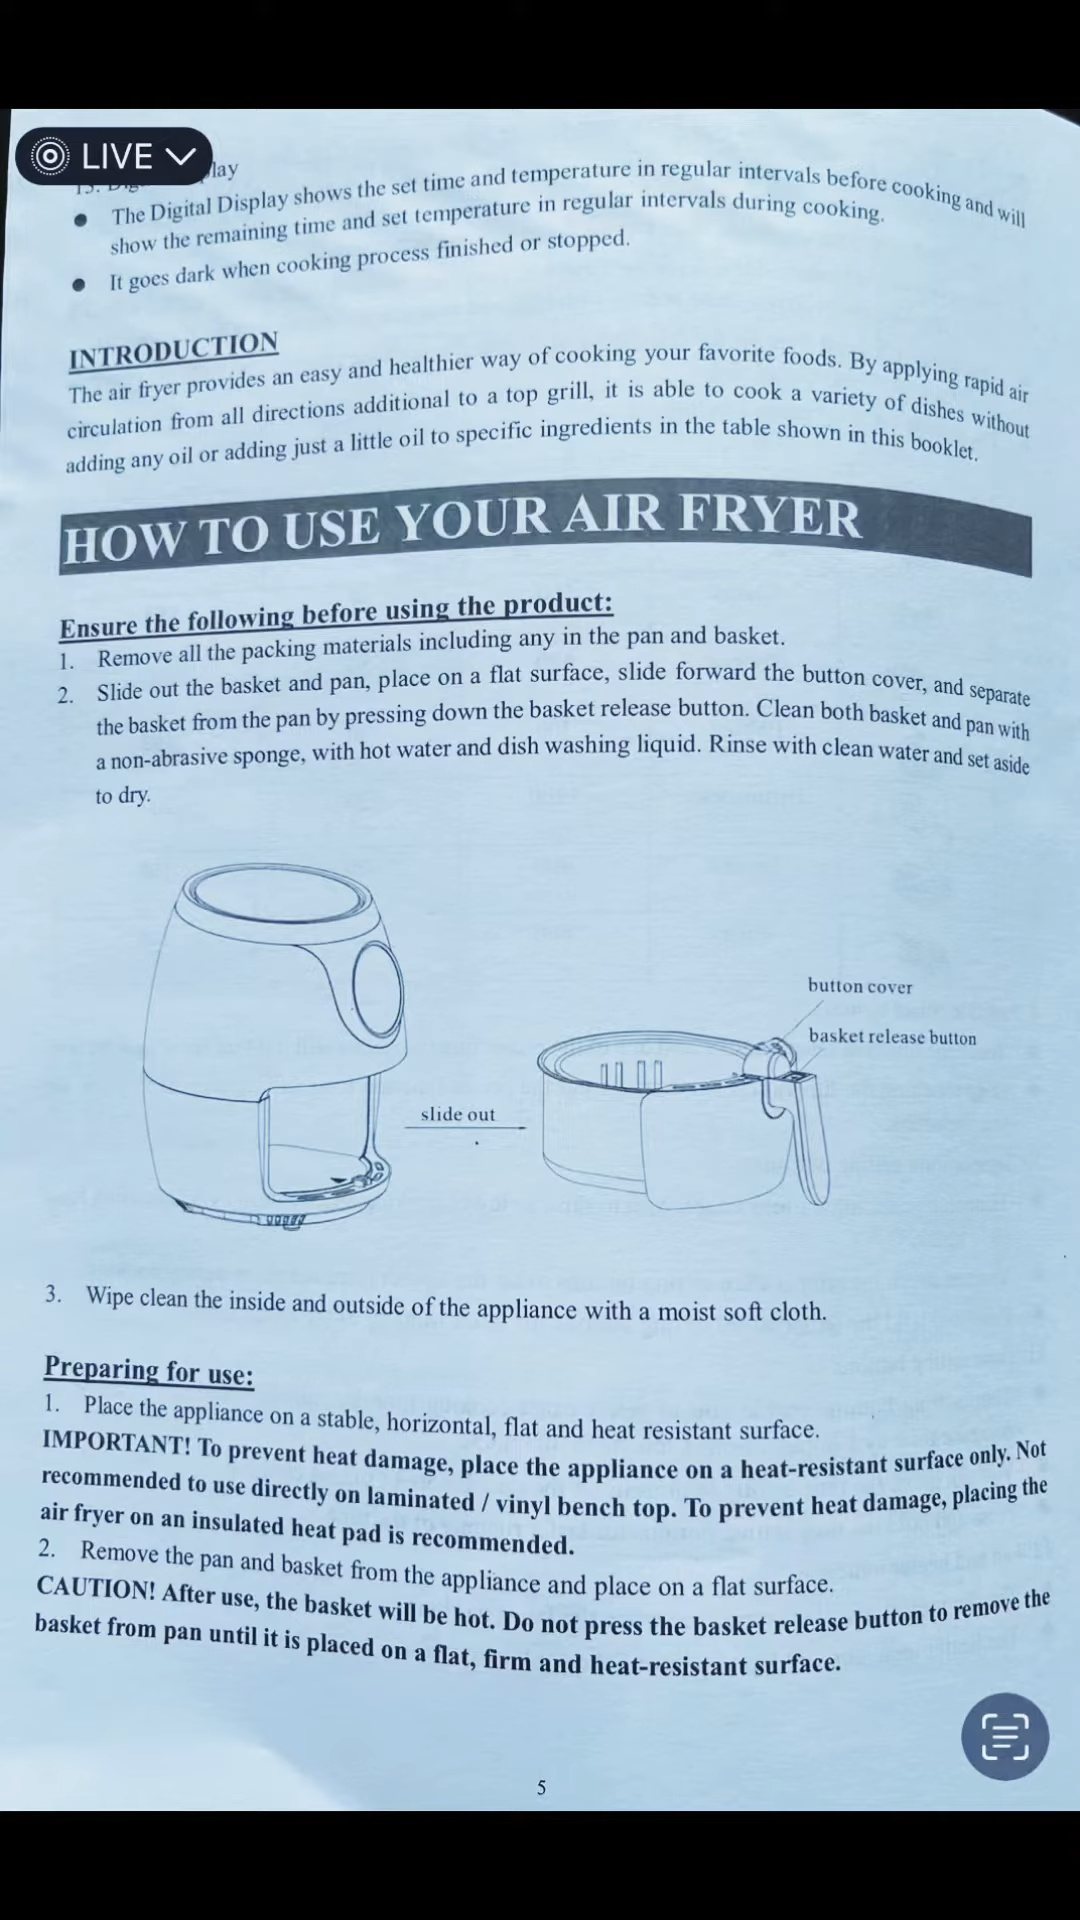 LIVE
play
● The Digital Display shows the set time and temperature in regular intervals before cooking and will
show the remaining time and set temperature in regular intervals during cooking.
● It goes dark when cooking process finished or stopped.
INTRODUCTION
The air fryer provides an easy and healthier way of cooking your favorite foods. By applying rapid air
circulation from all directions additional to a top grill, it is able to cook a variety of dishes without
adding any oil or adding just a little oil to specific ingredients in the table shown in this booklet.
HOW TO USE YOUR AIR FRYER
Ensure the following before using the product:
1. Remove all the packing materials including any in the pan and basket.
2. Slide out the basket and pan, place on a flat surface, slide forward the button cover, and separate
the basket from the pan by pressing down the basket release button. Clean both basket and pan with
a non-abrasive sponge, with hot water and dish washing liquid. Rinse with clean water and set aside
to dry.
button cover
basket release button
slide out
3. Wipe clean the inside and outside of the appliance with a moist soft cloth.
Preparing for use:
1. Place the appliance on a stable, horizontal, flat and heat resistant surface.
IMPORTANT! To prevent heat damage, place the appliance on a heat-resistant surface only. Not
recommended to use directly on laminated / vinyl bench top. To prevent heat damage, placing the
air fryer on an insulated heat pad is recommended.
2. Remove the pan and basket from the appliance and place on a flat surface.
CAUTION! After use, the basket will be hot. Do not press the basket release button to remove the
basket from pan until it is placed on a flat, firm and heat-resistant surface.
5